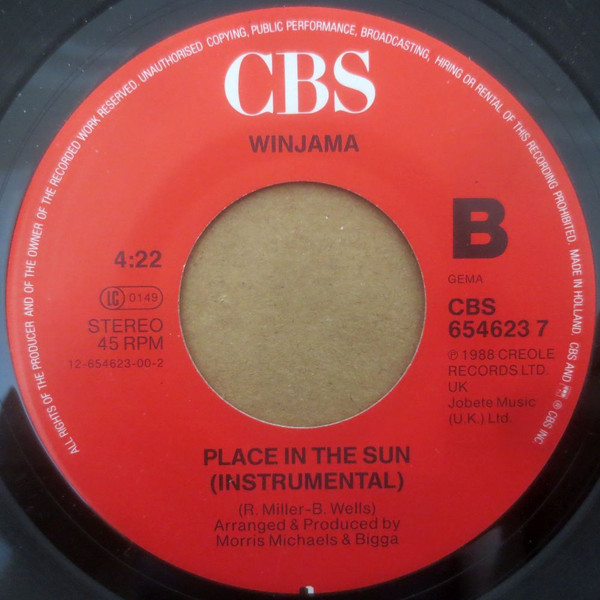 ALL RIGHTS OF THE PRODUCER AND OF THE OWNER OF THE RECORDED WORK RESERVED. UNAUTHORISED COPYING, PUBLIC PERFORMANCE, BROADCASTING, HIRING OR RENTAL OF THIS RECORDING PROHIBITED. MADE IN HOLLAND. CBS AND ® CBS INC
CBS
WINJAMA
B
4:22
GEMA
LC 0149
CBS
654623 7
STEREO
45 RPM
12-654623-00-2
℗ 1988 CREOLE
RECORDS LTD.
UK
Jobete Music
(U.K.) Ltd.
PLACE IN THE SUN
(INSTRUMENTAL)
(R. Miller-B. Wells)
Arranged & Produced by
Morris Michaels & Bigga